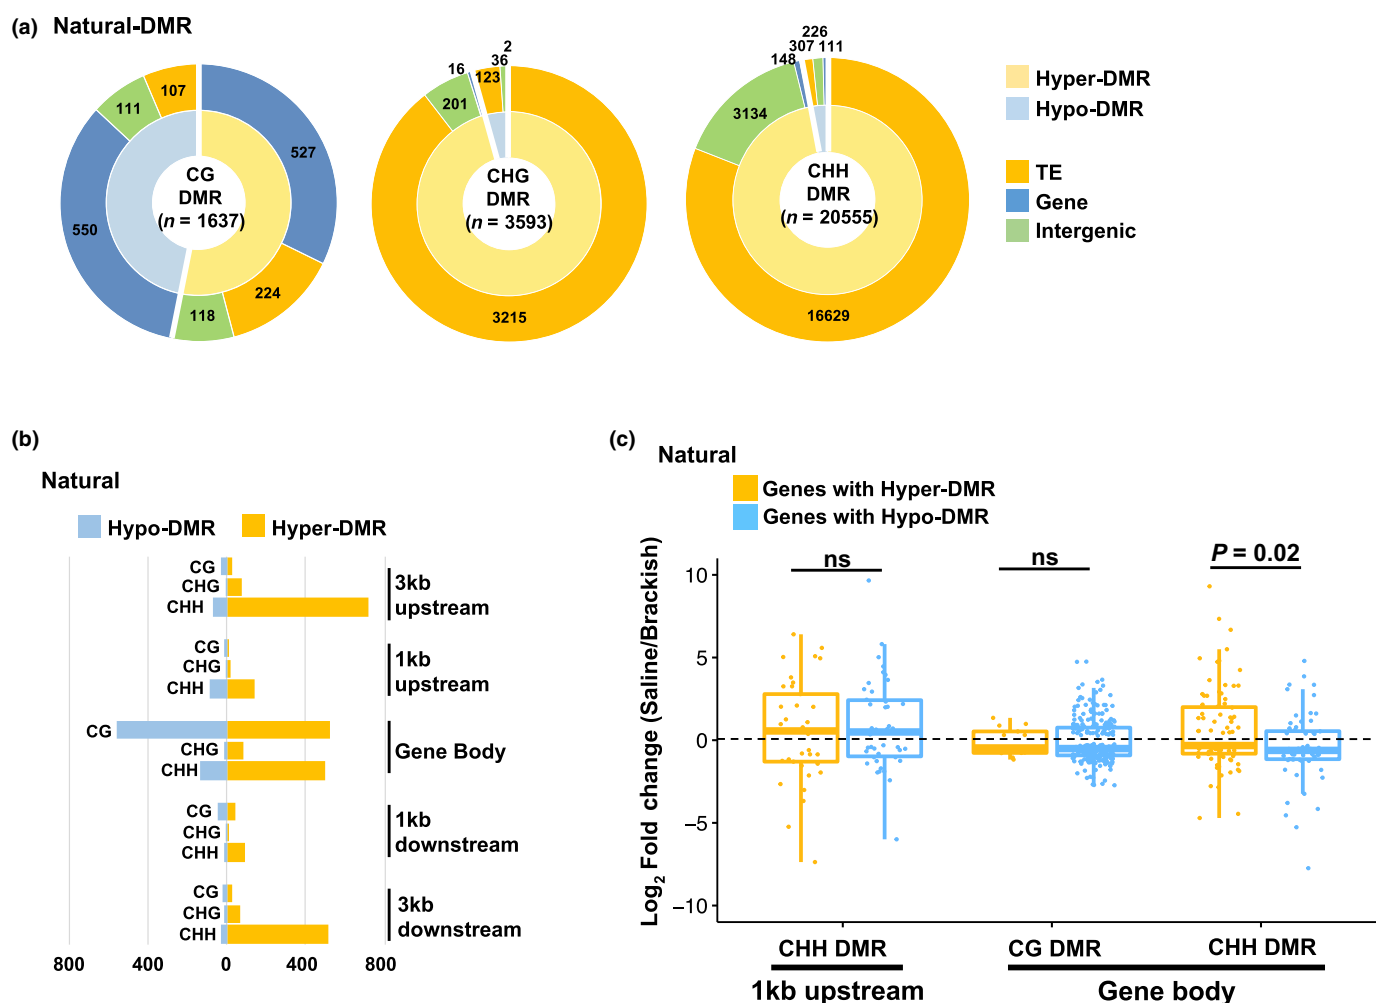 (a) Natural-DMR
107
111
527
550
224
118
CG
DMR
(n = 1637)
2
36
16
123
201
CHG
DMR
(n = 3593)
3215
226
307
111
148
3134
CHH
DMR
(n = 20555)
16629
Hyper-DMR
Hypo-DMR
TE
Gene
Intergenic
(b)
Natural
Hypo-DMR
Hyper-DMR
CG
CHG
CHH
3kb
upstream
CG
CHG
CHH
1kb
upstream
CG
CHG
CHH
Gene Body
CG
CHG
CHH
1kb
downstream
CG
CHG
CHH
3kb
downstream
800 400 0 400 800
(c)
Natural
Genes with Hyper-DMR
Genes with Hypo-DMR
Log2 Fold change (Saline/Brackish)
10
5
0
−5
−10
ns
ns
P = 0.02
CHH DMR
CG DMR
CHH DMR
1kb upstream
Gene body